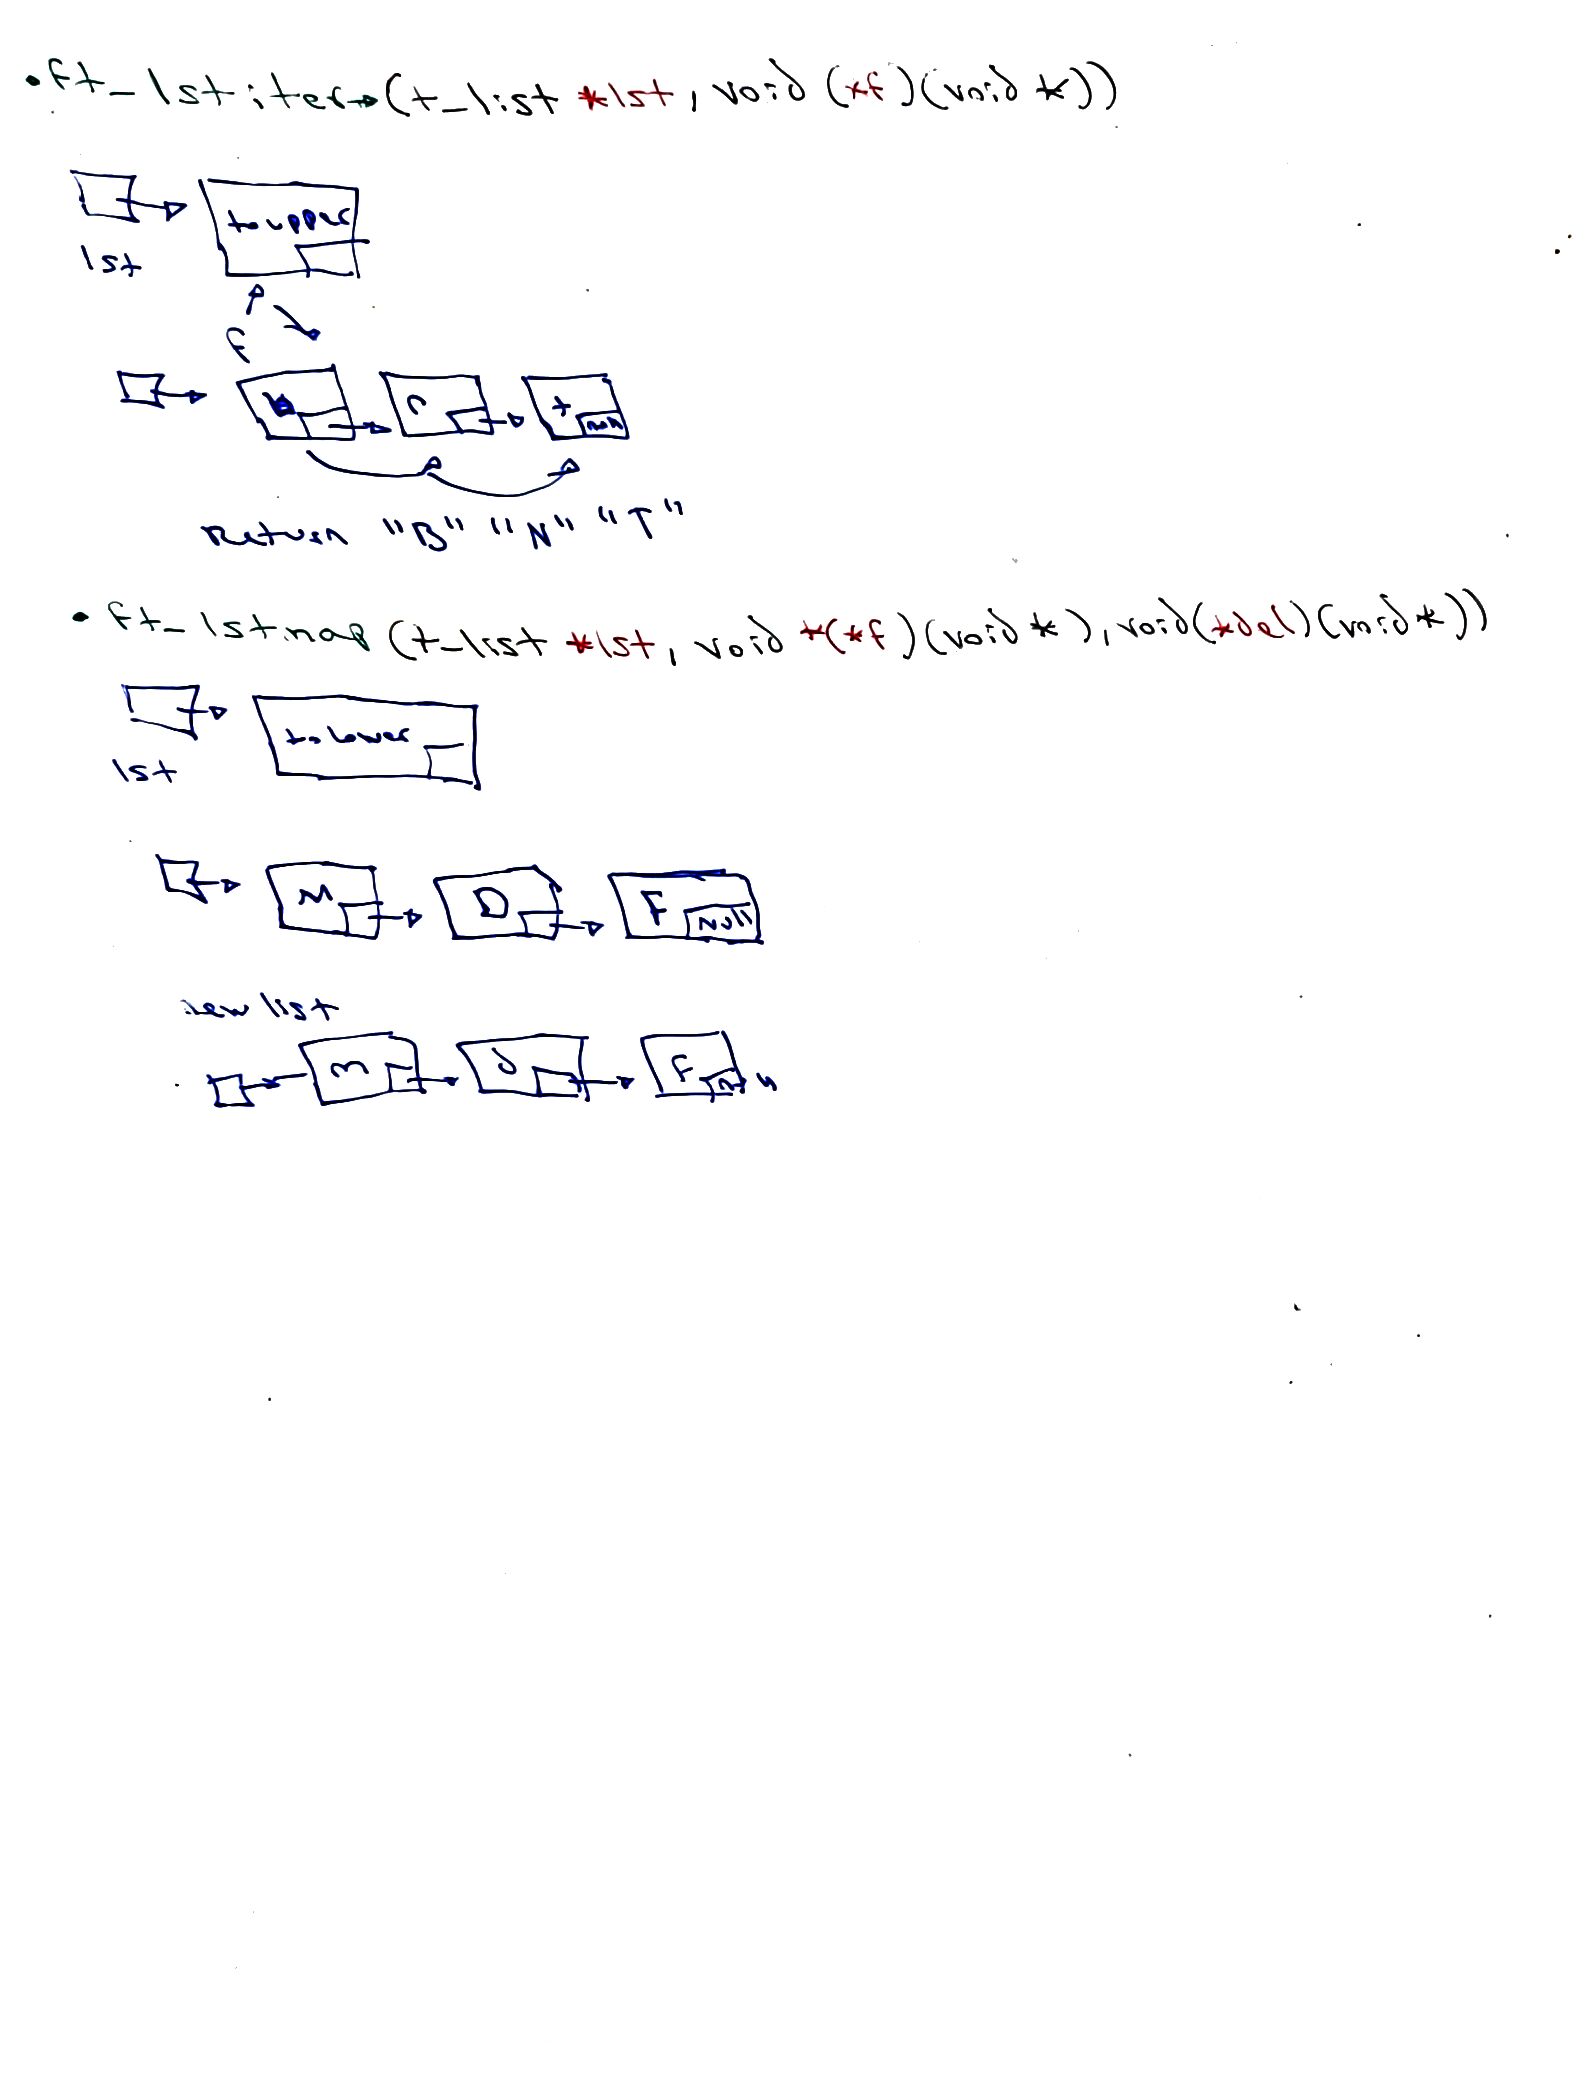 • ft_lstiter→(t_list *lst, void (*f)(void *))
toupper
lst
f
b n t null
Return "B" "N" "T"
• ft_lstmap (t_list *lst, void *(*f)(void *), void(*del)(void *))
tolower
lst
M D F Null
new list
m d f